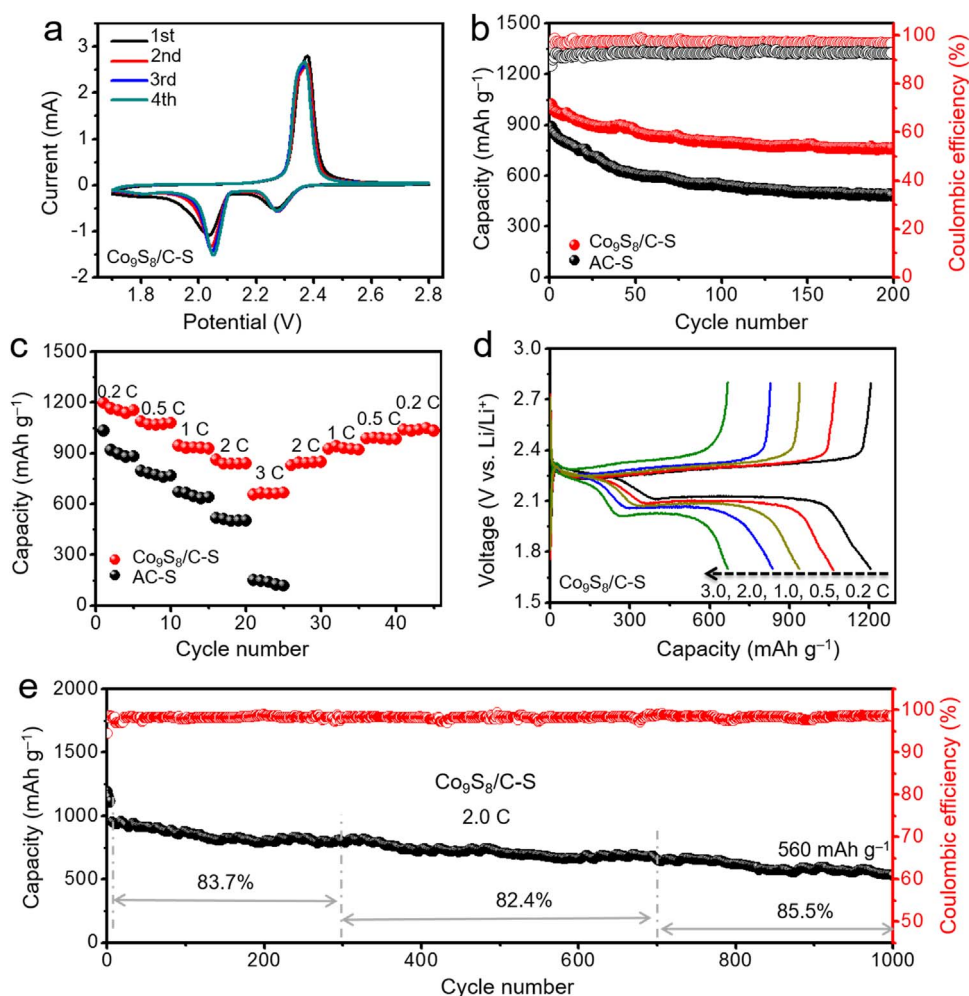 a
3
2
1
0
-1
-2
1.8
2.0
2.2
2.4
2.6
2.8
Current (mA)
Potential (V)
1st
2nd
3rd
4th
Co₉S₈/C-S
b
1500
1200
900
600
300
0
0
50
100
150
200
100
90
80
70
60
50
40
30
20
10
0
Capacity (mAh g⁻¹)
Coulombic efficiency (%)
Cycle number
Co₉S₈/C-S
AC-S
c
1500
1200
900
600
300
0
0
10
20
30
40
Capacity (mAh g⁻¹)
Cycle number
0.2 C
0.5 C
1 C
2 C
3 C
2 C
1 C
0.5 C
0.2 C
Co₉S₈/C-S
AC-S
d
3.0
2.7
2.4
2.1
1.8
1.5
0
300
600
900
1200
Voltage (V vs. Li/Li⁺)
Capacity (mAh g⁻¹)
Co₉S₈/C-S
3.0, 2.0, 1.0, 0.5, 0.2 C
e
2000
1500
1000
500
0
0
200
400
600
800
1000
100
90
80
70
60
50
Capacity (mAh g⁻¹)
Coulombic efficiency (%)
Cycle number
Co₉S₈/C-S
2.0 C
560 mAh g⁻¹
83.7%
82.4%
85.5%